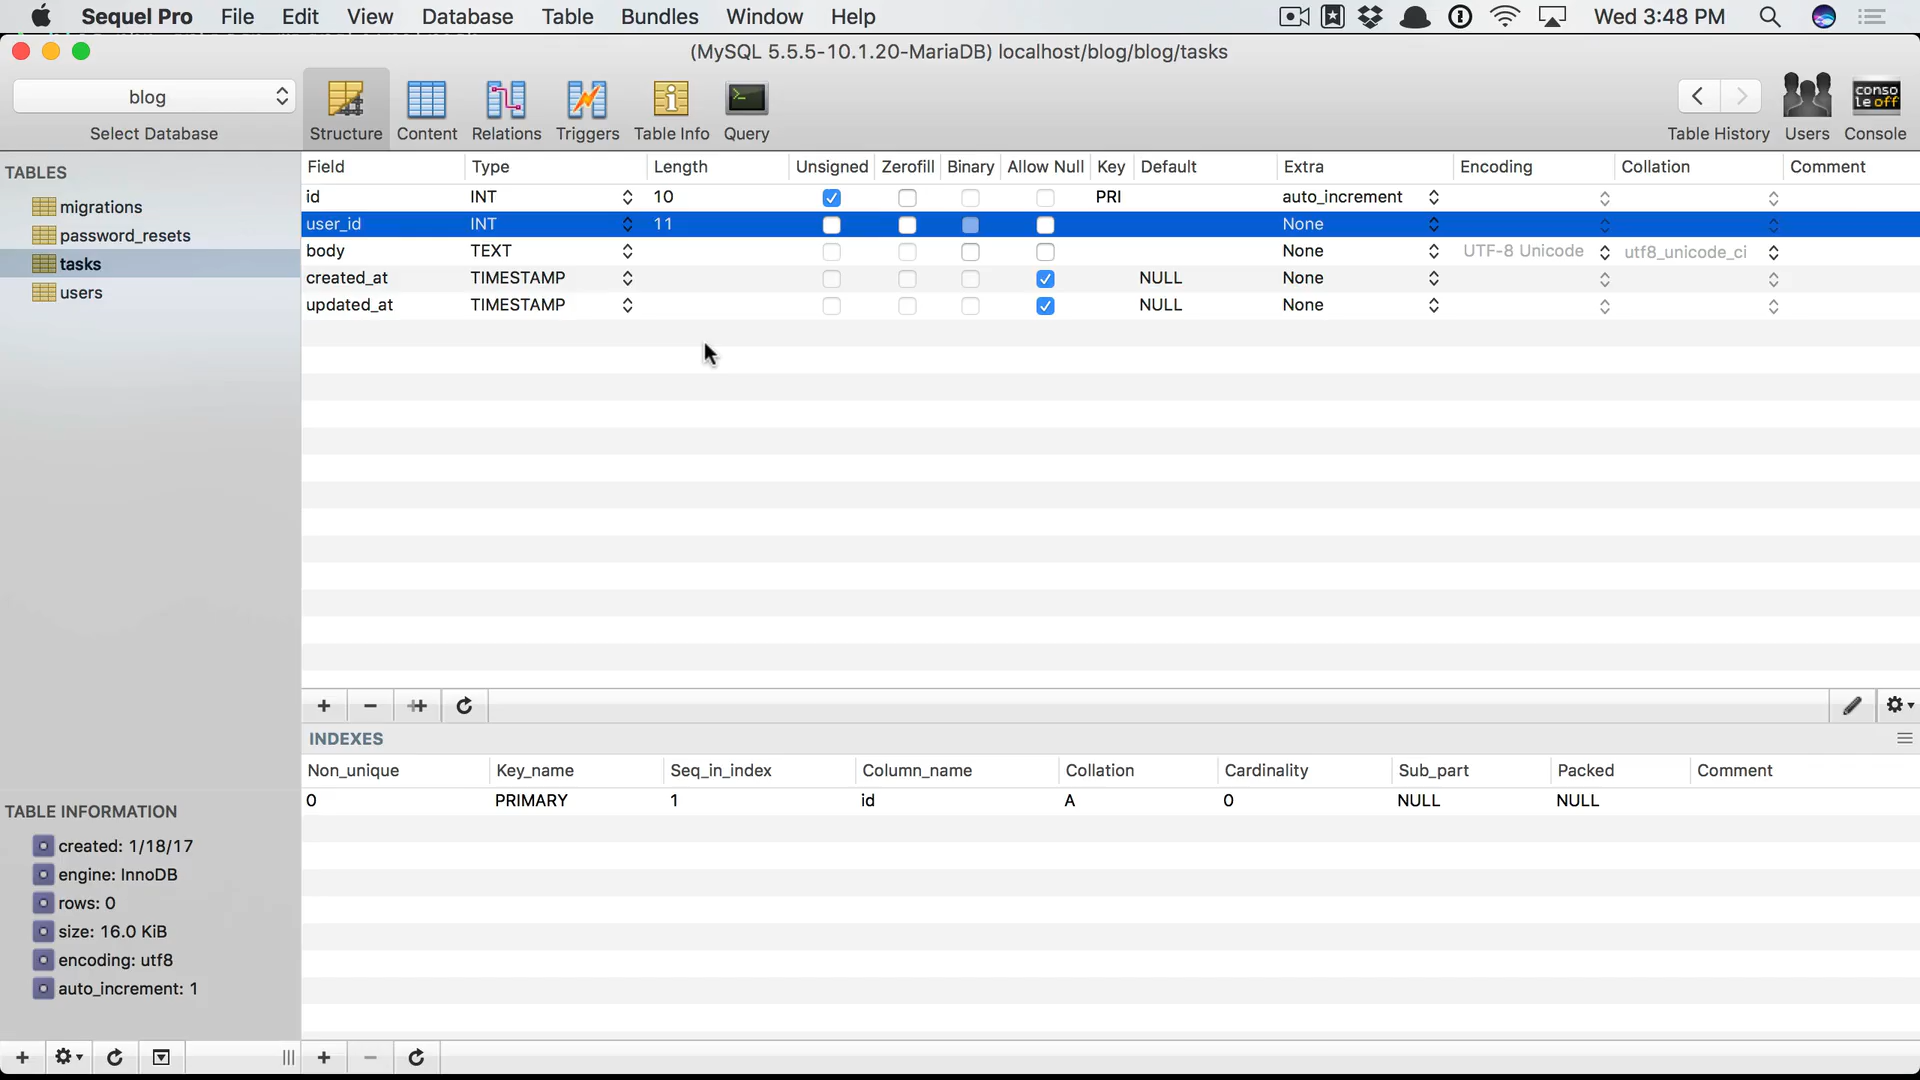 Sequel Pro File Edit View Database Table Bundles Window Help Wed 3:48 PM
(MySQL 5.5.5-10.1.20-MariaDB) localhost/blog/blog/tasks
blog
Select Database
Structure Content Relations Triggers Table Info Query Table History Users Console
conso
le off
TABLES
migrations
password_resets
tasks
users
Field Type Length Unsigned Zerofill Binary Allow Null Key Default Extra Encoding Collation Comment
id INT 10 PRI auto_increment
user_id INT 11 None
body TEXT None UTF-8 Unicode utf8_unicode_ci
created_at TIMESTAMP NULL None
updated_at TIMESTAMP NULL None
INDEXES
Non_unique Key_name Seq_in_index Column_name Collation Cardinality Sub_part Packed Comment
0 PRIMARY 1 id A 0 NULL NULL
TABLE INFORMATION
created: 1/18/17
engine: InnoDB
rows: 0
size: 16.0 KiB
encoding: utf8
auto_increment: 1